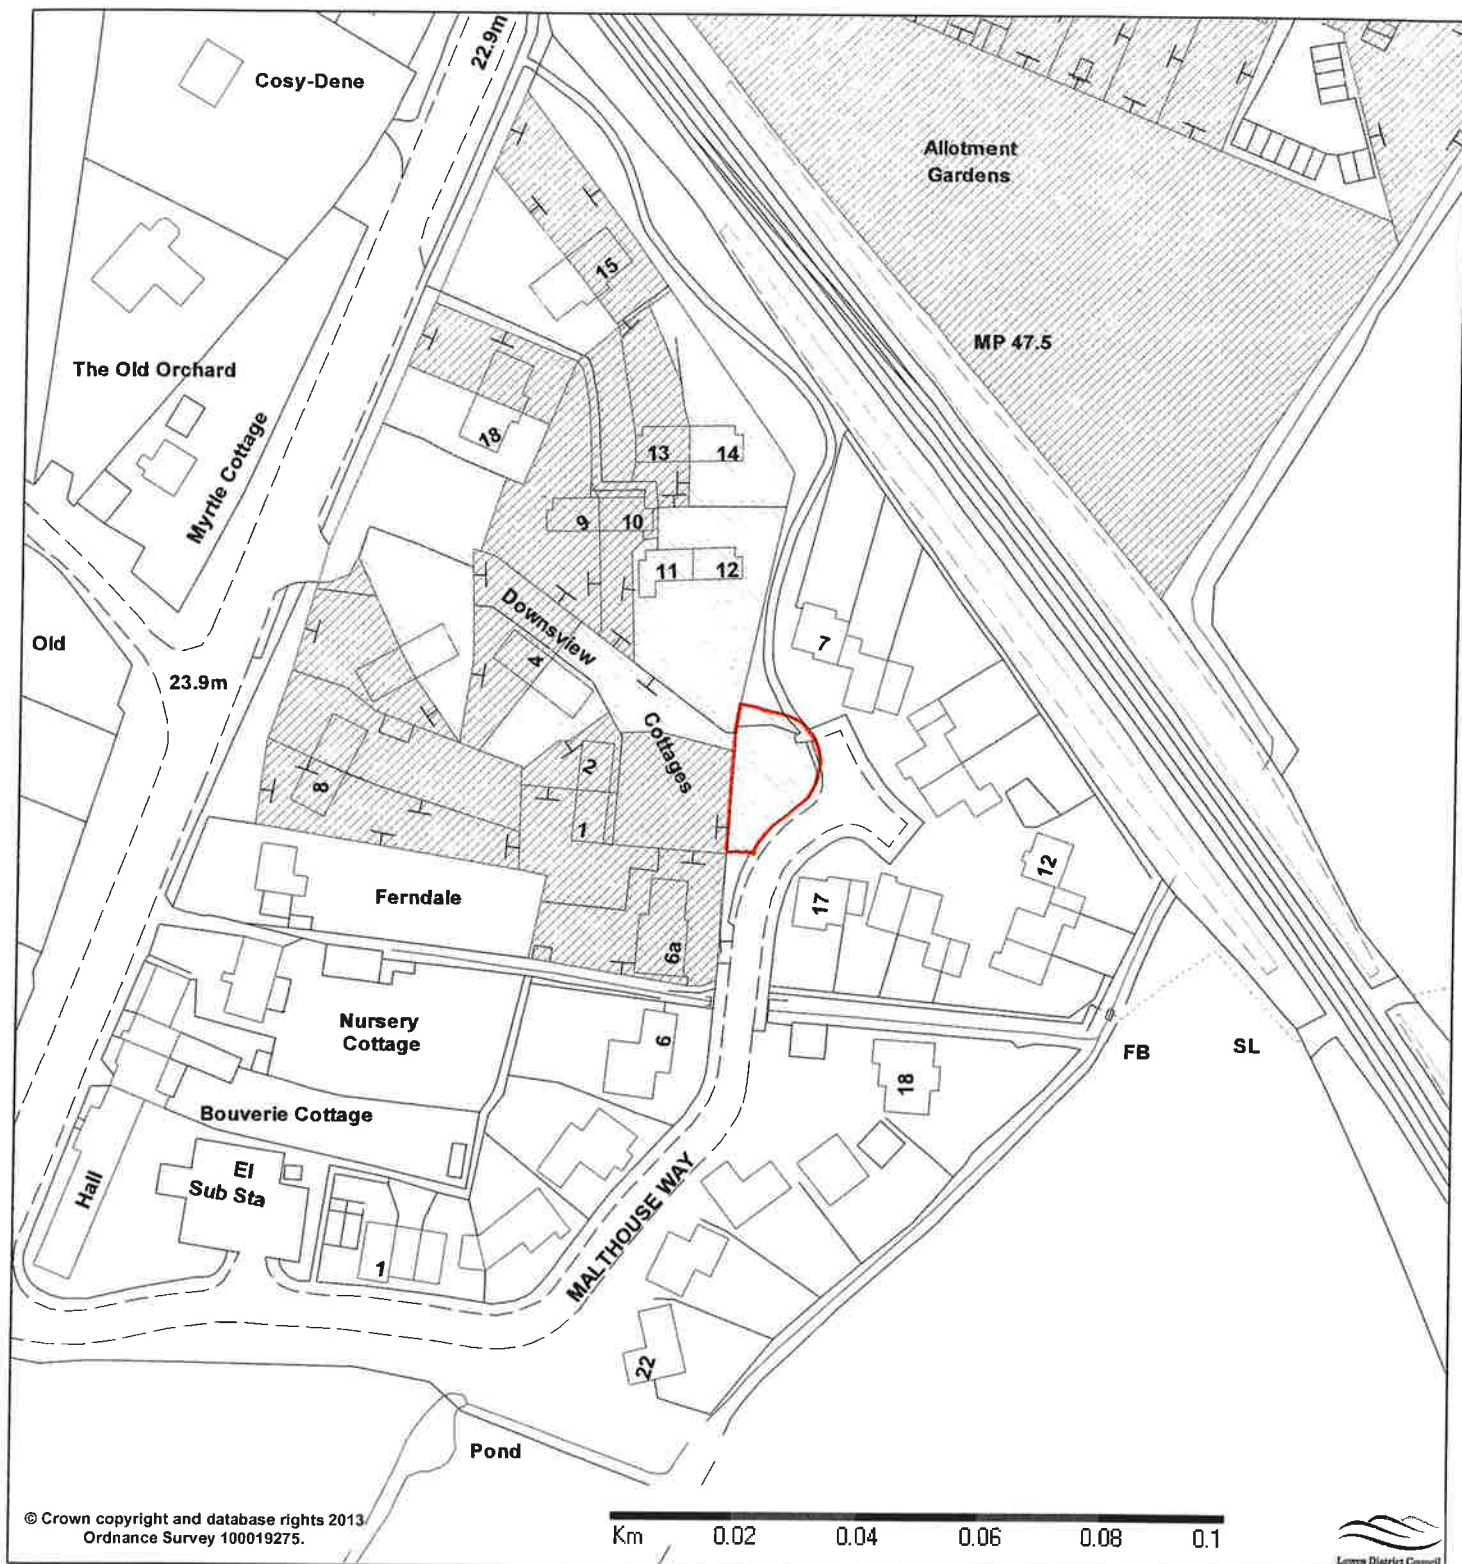 22.9m
Cosy-Dene
Allotment
Gardens
15
MP 47.5
The Old Orchard
Myrtle Cottage
18
13
14
9
10
11
12
Downsview
Cottages
7
4
Old
23.9m
2
8
1
12
Ferndale
17
6a
Nursery
Cottage
6
FB
SL
18
Bouverie Cottage
El
Sub Sta
Hall
MALTHOUSE WAY
1
22
Pond
© Crown copyright and database rights 2013
Ordnance Survey 100019275.
Km 0.02 0.04 0.06 0.08 0.1
Lewes District Council